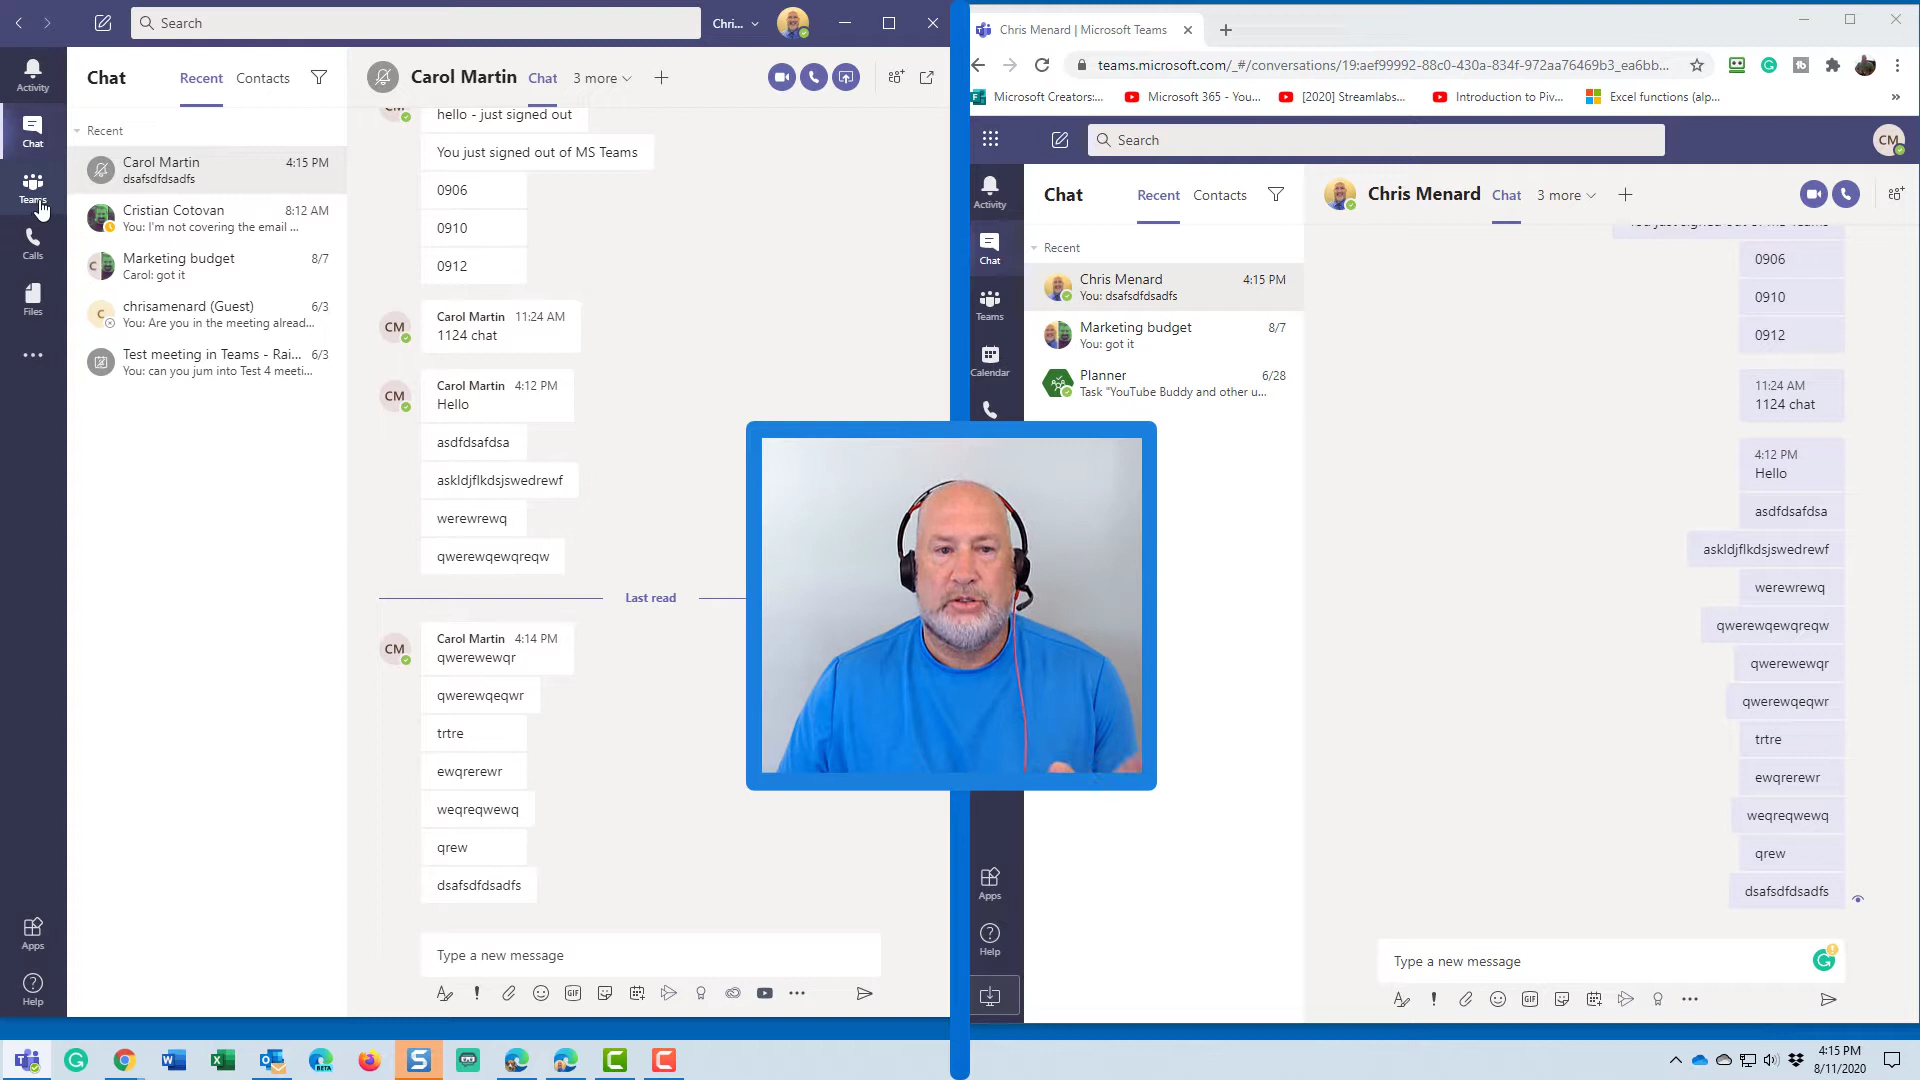 Search
Chri...
Activity
Chat
Teams
Calls
Files
Apps
Help
Chat
Recent
Contacts
Recent
Carol Martin
4:15 PM
dsafsdfdsadfs
Cristian Cotovan
8:12 AM
You: I'm not covering the email ...
Marketing budget
8/7
Carol: got it
chrisamenard (Guest)
6/3
You: Are you in the meeting alread...
Test meeting in Teams - Rai...
6/3
You: can you jum into Test 4 meeti...
Carol Martin
Chat
3 more
hello - just signed out
You just signed out of MS Teams
0906
0910
0912
CM
Carol Martin 11:24 AM
1124 chat
CM
Carol Martin 4:12 PM
Hello
asdfdsafdsa
askldjflkdsjswedrewf
werewrewq
qwerewqewqreqw
Last read
CM
Carol Martin 4:14 PM
qwerewewqr
qwerewqeqwr
trtre
ewqrerewr
weqreqwewq
qrew
dsafsdfdsadfs
Type a new message
GIF
Chris Menard | Microsoft Teams
teams.microsoft.com/_#/conversations/19:aef99992-88c0-430a-834f-972aa76469b3_ea6bb...
Microsoft Creators:...
Microsoft 365 - You...
[2020] Streamlabs...
Introduction to Piv...
Excel functions (alp...
Search
CM
Activity
Chat
Teams
Calendar
Apps
Help
Chat
Recent
Contacts
Recent
Chris Menard
4:15 PM
You: dsafsdfdsadfs
Marketing budget
8/7
You: got it
Planner
6/28
Task "YouTube Buddy and other u...
Chris Menard
Chat
3 more
0906
0910
0912
11:24 AM
1124 chat
4:12 PM
Hello
asdfdsafdsa
askldjflkdsjswedrewf
werewrewq
qwerewqewqreqw
qwerewewqr
qwerewqeqwr
trtre
ewqrerewr
weqreqwewq
qrew
dsafsdfdsadfs
Type a new message
GIF
BETA
4:15 PM
8/11/2020